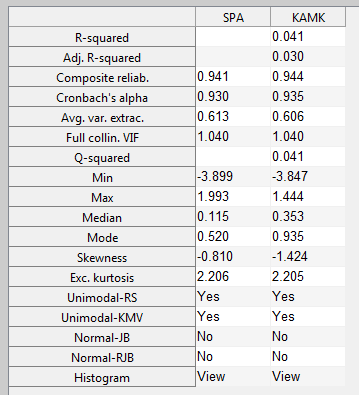 SPA KAMK
R-squared 0.041
Adj. R-squared 0.030
Composite reliab. 0.941 0.944
Cronbach's alpha 0.930 0.935
Avg. var. extrac. 0.613 0.606
Full collin. VIF 1.040 1.040
Q-squared 0.041
Min -3.899 -3.847
Max 1.993 1.444
Median 0.115 0.353
Mode 0.520 0.935
Skewness -0.810 -1.424
Exc. kurtosis 2.206 2.205
Unimodal-RS Yes Yes
Unimodal-KMV Yes Yes
Normal-JB No No
Normal-RJB No No
Histogram View View